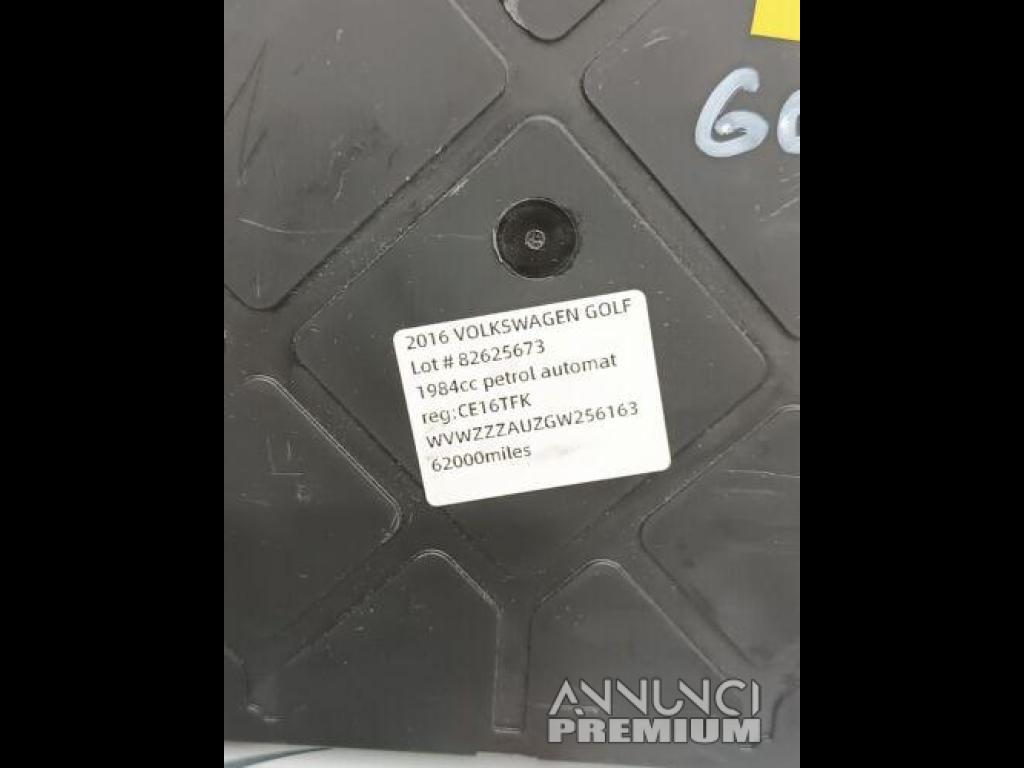 2016 VOLKSWAGEN GOLF
Lot # 82625673
1984cc petrol automat
reg:CE16TFK
WVWZZZAUZGW256163
62000miles
ANNUNCI
PREMIUM